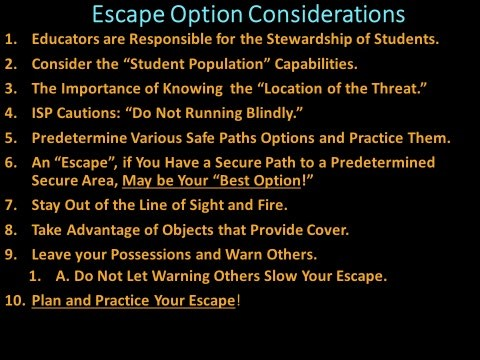 Escape Option Considerations
1. Educators are Responsible for the Stewardship of Students.
2. Consider the “Student Population” Capabilities.
3. The Importance of Knowing the “Location of the Threat.”
4. ISP Cautions: “Do Not Running Blindly.”
5. Predetermine Various Safe Paths Options and Practice Them.
6. An “Escape”, if You Have a Secure Path to a Predetermined
Secure Area, May be Your “Best Option!”
7. Stay Out of the Line of Sight and Fire.
8. Take Advantage of Objects that Provide Cover.
9. Leave your Possessions and Warn Others.
1. A. Do Not Let Warning Others Slow Your Escape.
10. Plan and Practice Your Escape!